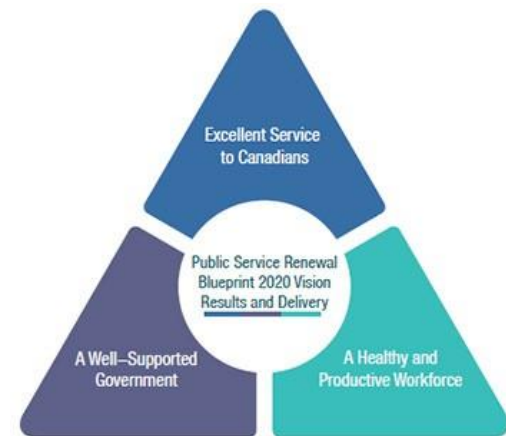 Excellent Service
to Canadians
Public Service Renewal
Blueprint 2020 Vision
Results and Delivery
A Well–Supported
Government
A Healthy and
Productive Workforce